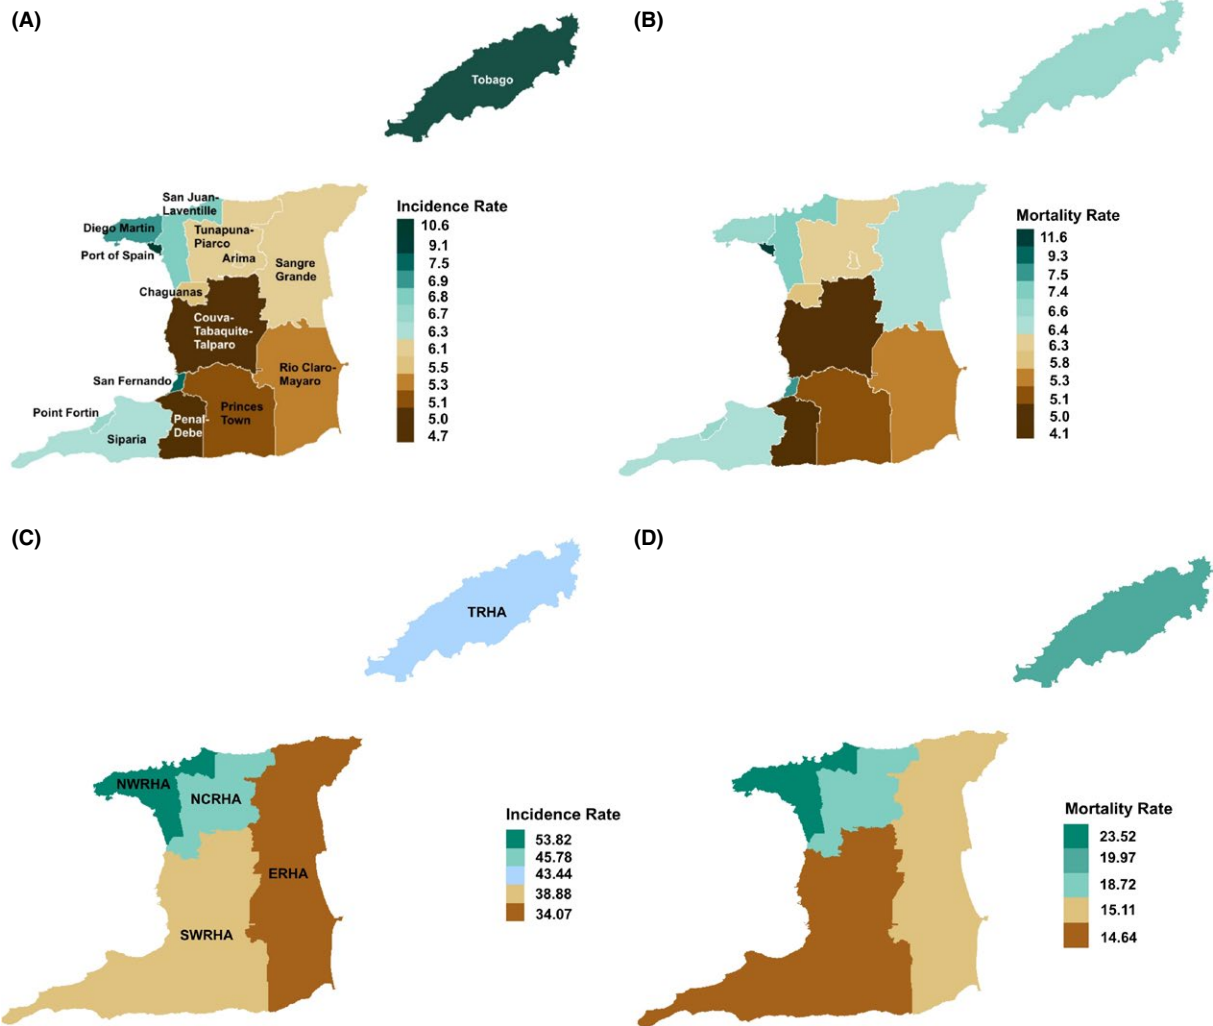 (A)
Tobago
San Juan-
Laventille
Diego Martin
Tunapuna-
Piarco
Port of Spain
Arima
Sangre
Grande
Chaguanas
Couva-
Tabaquite-
Talparo
San Fernando
Rio Claro-
Mayaro
Point Fortin
Penal-
Debe
Princes
Town
Siparia
Incidence Rate
10.6
9.1
7.5
6.9
6.8
6.7
6.3
6.1
5.5
5.3
5.1
5.0
4.7
(B)
Mortality Rate
11.6
9.3
7.5
7.4
6.6
6.4
6.3
5.8
5.3
5.1
5.0
4.1
(C)
TRHA
NWRHA
NCRHA
ERHA
SWRHA
Incidence Rate
53.82
45.78
43.44
38.88
34.07
(D)
Mortality Rate
23.52
19.97
18.72
15.11
14.64